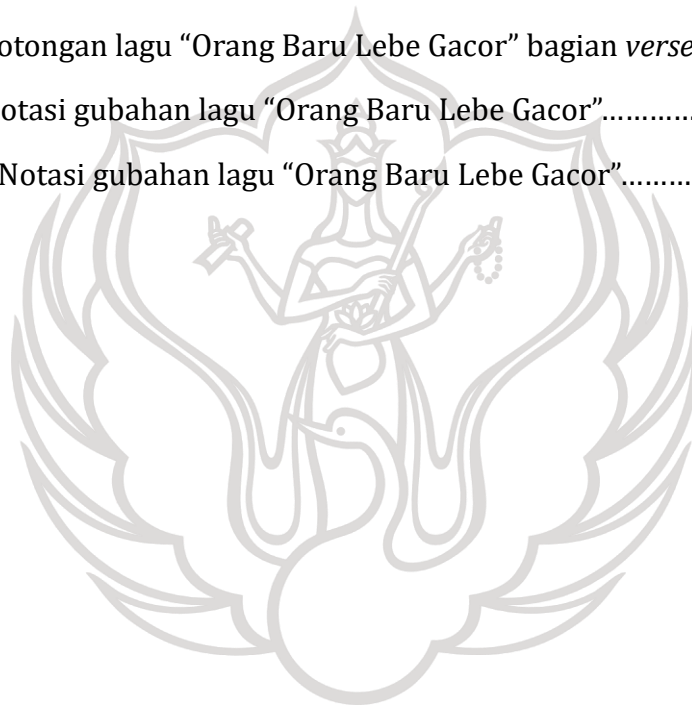 otongan lagu “Orang Baru Lebe Gacor” bagian verse
otasi gubahan lagu “Orang Baru Lebe Gacor”…………..
Notasi gubahan lagu “Orang Baru Lebe Gacor”………